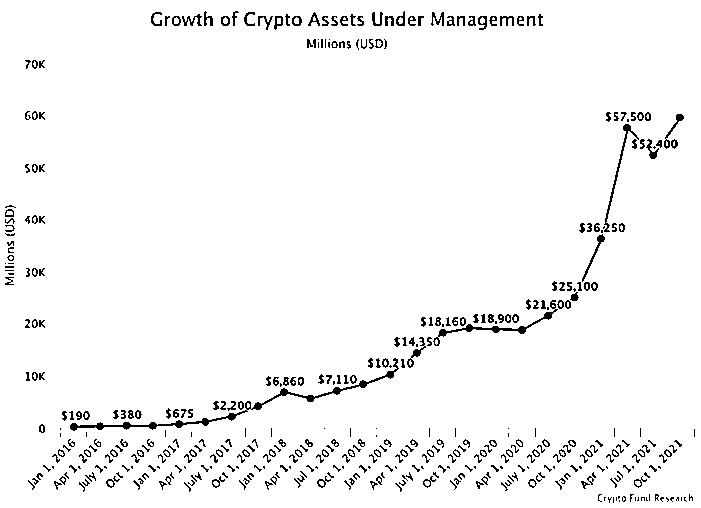 Growth of Crypto Assets Under Management
Millions (USD)
70K
60K
50K
40K
30K
20K
10K
0
Millions (USD)
$190
$380
$675
$2,200
$6,860
$7,110
$10,210
$14,350
$18,160
$18,900
$21,600
$25,100
$36,250
$57,500
$52,400
Jan 1, 2016
Apr 1, 2016
July 1, 2016
Oct 1, 2016
Jan 1, 2017
Apr 1, 2017
July 1, 2017
Oct 1, 2017
Jan 1, 2018
Apr 1, 2018
Jul 1, 2018
Oct 1, 2018
Jan 1, 2019
Apr 1, 2019
July 1, 2019
Oct 1, 2019
Jan 1, 2020
Apr 1, 2020
July 1, 2020
Oct 1, 2020
Jan 1, 2021
Apr 1, 2021
Jul 1, 2021
Oct 1, 2021
Crypto Fund Research